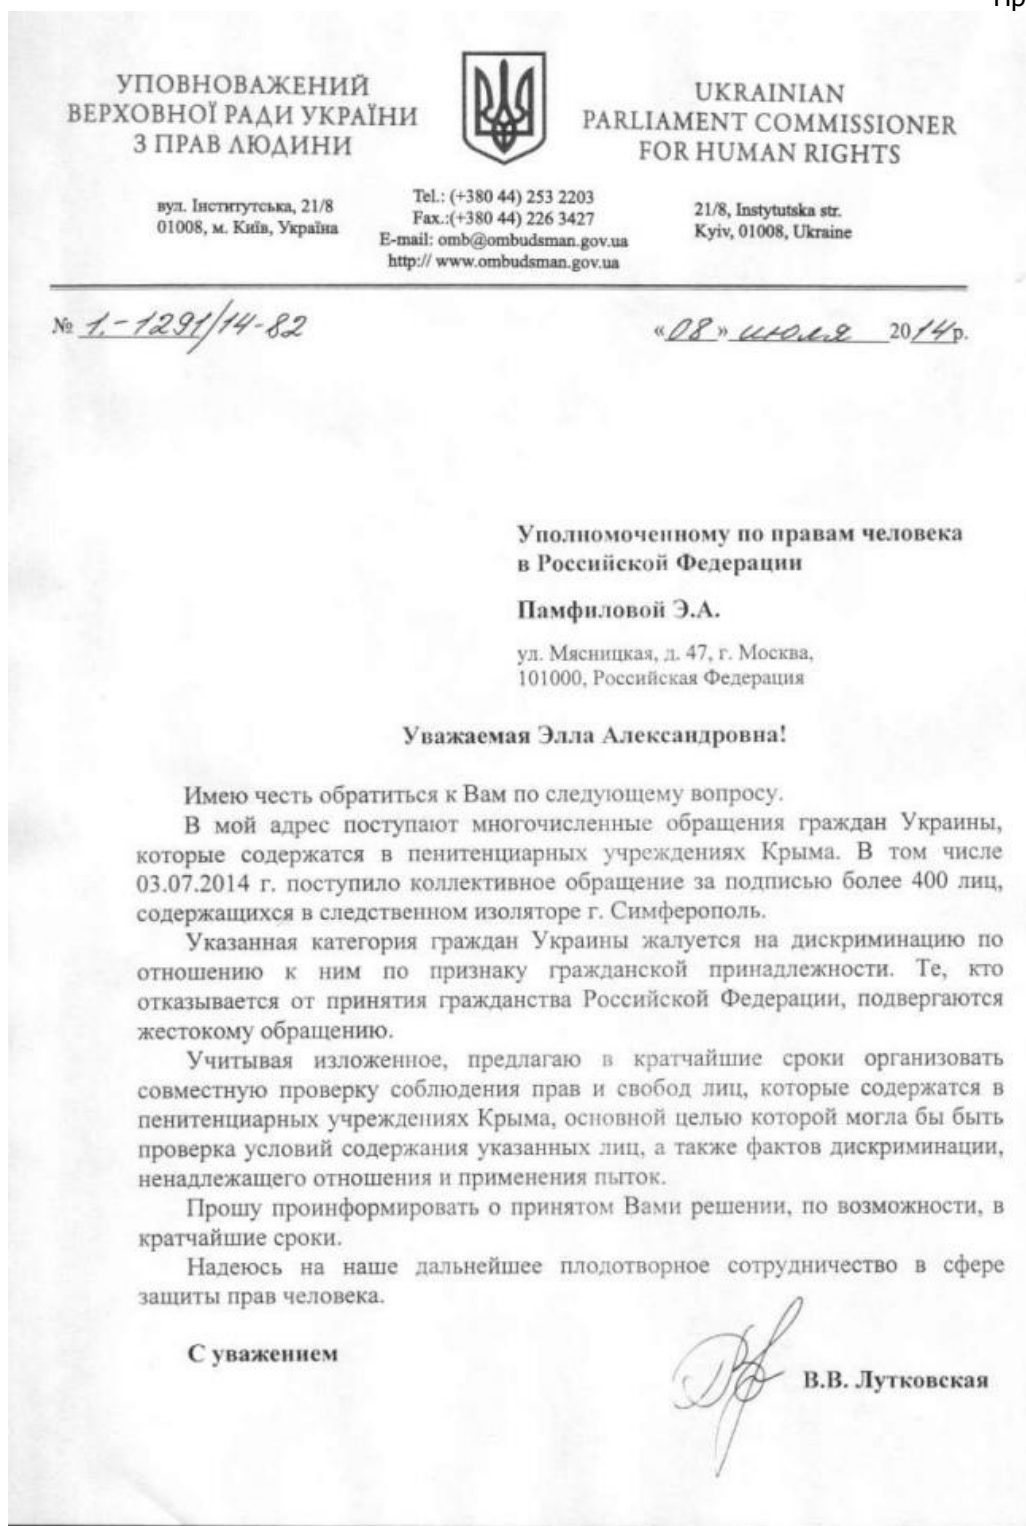 Пр
УПОВНОВАЖЕНИЙ
ВЕРХОВНОЇ РАДИ УКРАЇНИ
З ПРАВ ЛЮДИНИ
UKRAINIAN
PARLIAMENT COMMISSIONER
FOR HUMAN RIGHTS
вул. Інститутська, 21/8
01008, м. Київ, Україна
Tel.: (+380 44) 253 2203
Fax.:(+380 44) 226 3427
E-mail: omb@ombudsman.gov.ua
http:// www.ombudsman.gov.ua
21/8, Instytutska str.
Kyiv, 01008, Ukraine
№ 1.-1291/14-82
«08» июля 2014р.
Уполномоченному по правам человека
в Российской Федерации
Памфиловой Э.А.
ул. Мясницкая, д. 47, г. Москва,
101000, Российская Федерация
Уважаемая Элла Александровна!
Имею честь обратиться к Вам по следующему вопросу.
В мой адрес поступают многочисленные обращения граждан Украины,
которые содержатся в пенитенциарных учреждениях Крыма. В том числе
03.07.2014 г. поступило коллективное обращение за подписью более 400 лиц,
содержащихся в следственном изоляторе г. Симферополь.
Указанная категория граждан Украины жалуется на дискриминацию по
отношению к ним по признаку гражданской принадлежности. Те, кто
отказывается от принятия гражданства Российской Федерации, подвергаются
жестокому обращению.
Учитывая изложенное, предлагаю в кратчайшие сроки организовать
совместную проверку соблюдения прав и свобод лиц, которые содержатся в
пенитенциарных учреждениях Крыма, основной целью которой могла бы быть
проверка условий содержания указанных лиц, а также фактов дискриминации,
ненадлежащего отношения и применения пыток.
Прошу проинформировать о принятом Вами решении, по возможности, в
кратчайшие сроки.
Надеюсь на наше дальнейшее плодотворное сотрудничество в сфере
защиты прав человека.
С уважением
В.В. Лутковская